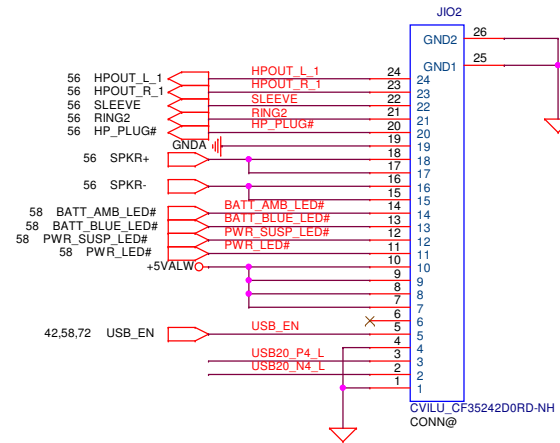 JIO2
GND2 26
GND1 25
56 HPOUT_L_1 HPOUT_L_1 24 24
56 HPOUT_R_1 HPOUT_R_1 23 23
56 SLEEVE SLEEVE 22 22
56 RING2 RING2 21 21
56 HP_PLUG# HP_PLUG# 20 20
GNDA 19 19
56 SPKR+ 18 18
17 17
56 SPKR- 16 16
15 15
58 BATT_AMB_LED# BATT_AMB_LED# 14 14
58 BATT_BLUE_LED# BATT_BLUE_LED# 13 13
58 PWR_SUSP_LED# PWR_SUSP_LED# 12 12
58 PWR_LED# PWR_LED# 11 11
+5VALW 10 10
9 9
8 8
7 7
6 6
42,58,72 USB_EN USB_EN 5 5
4 4
USB20_P4_L 3 3
USB20_N4_L 2 2
1 1
CVILU_CF35242D0RD-NH
CONN@